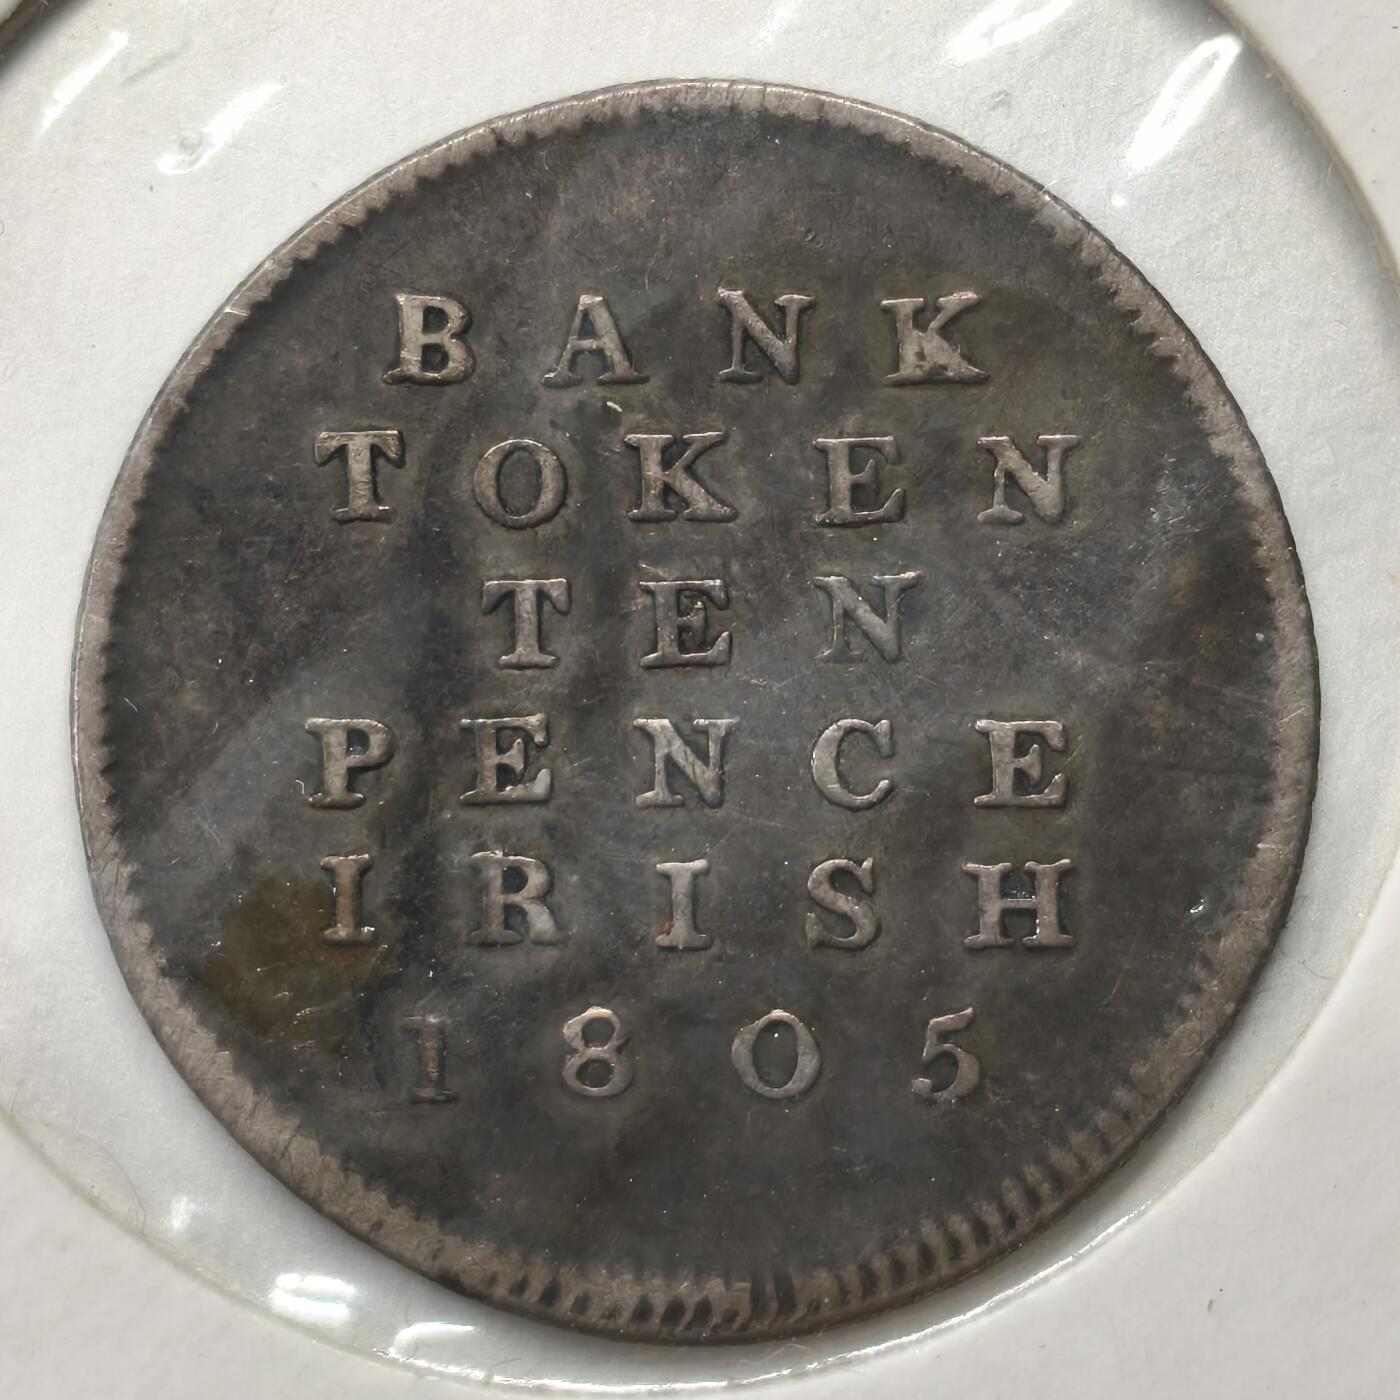 BANK
TOKEN
TEN
PENCE
IRISH
1805